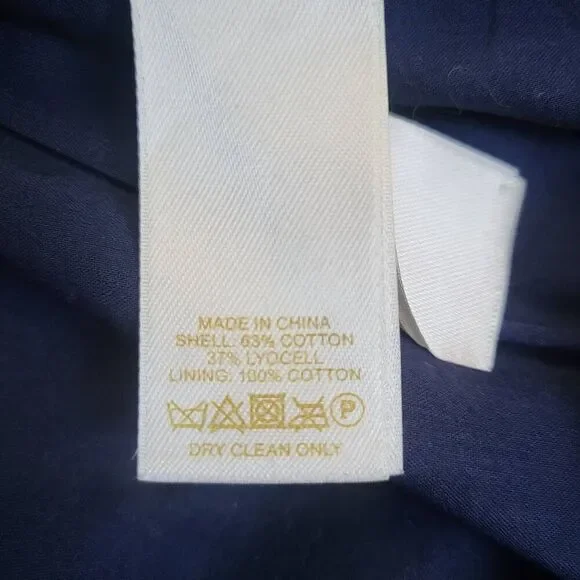 MADE IN CHINA
SHELL: 63% COTTON
37% LYOCELL
LINING: 100% COTTON
P
DRY CLEAN ONLY